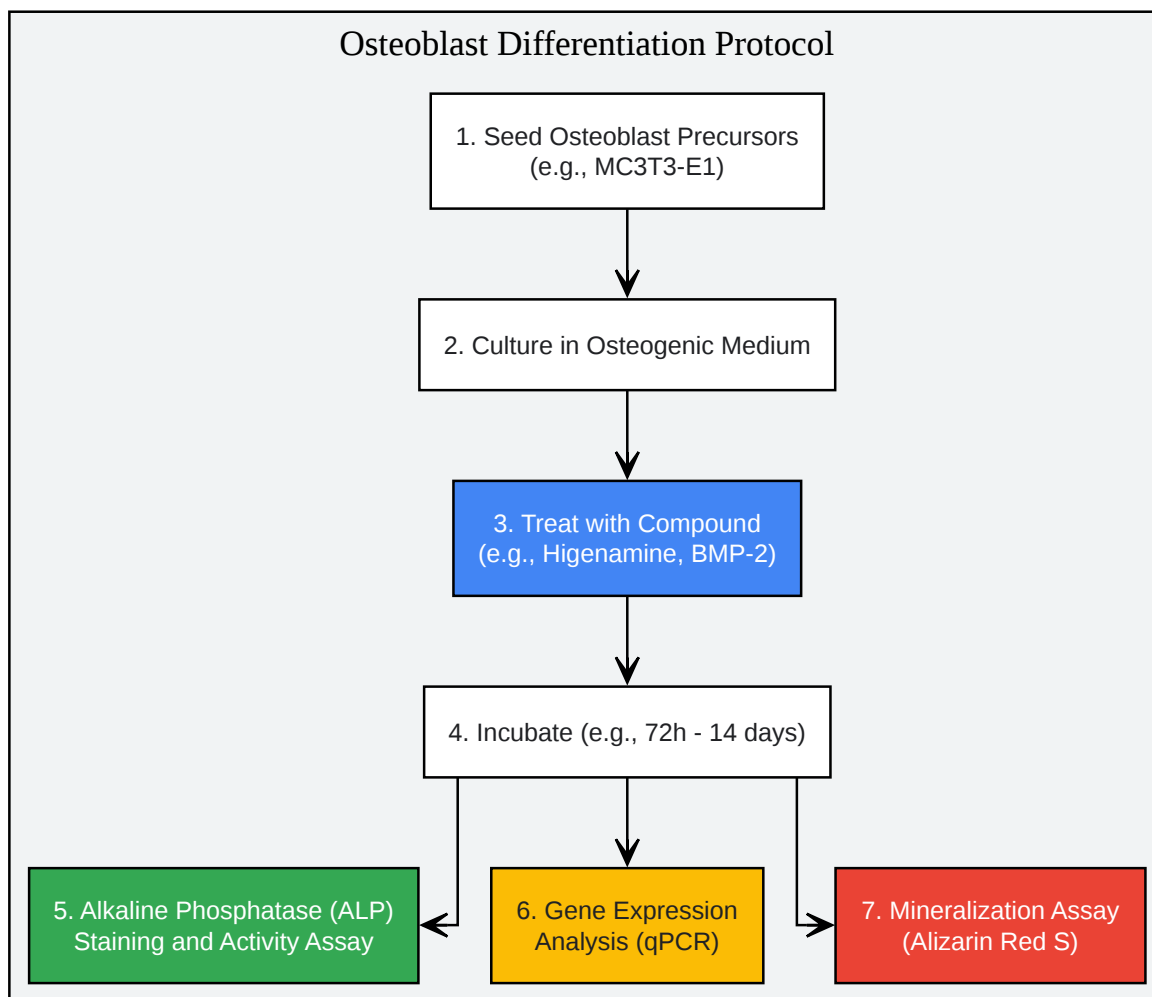 Osteoblast Differentiation Protocol
1. Seed Osteoblast Precursors
(e.g., MC3T3-E1)
2. Culture in Osteogenic Medium
3. Treat with Compound
(e.g., Higenamine, BMP-2)
4. Incubate (e.g., 72h - 14 days)
5. Alkaline Phosphatase (ALP)
Staining and Activity Assay
6. Gene Expression
Analysis (qPCR)
7. Mineralization Assay
(Alizarin Red S)